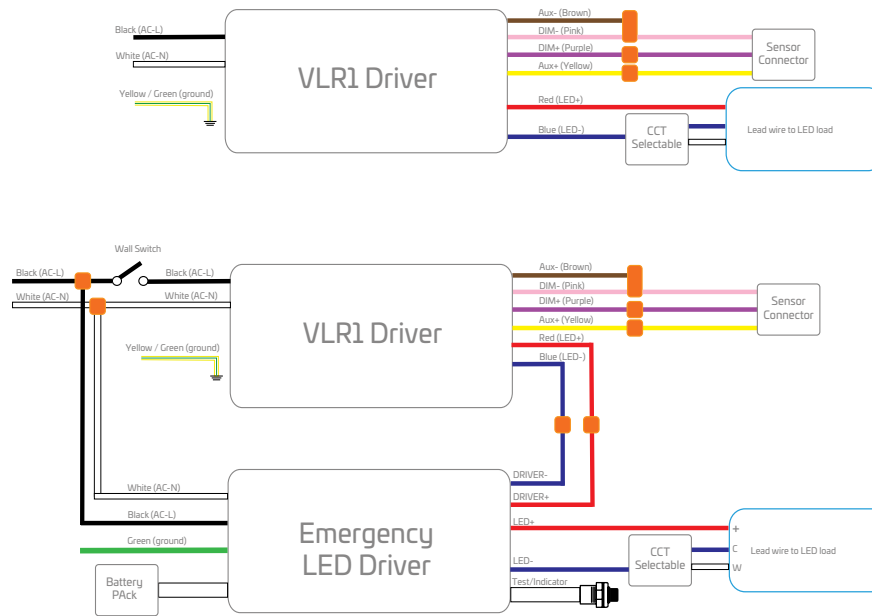 Aux- (Brown)
Black (AC-L)
DIM- (Pink)
White (AC-N)
DIM+ (Purple)
Sensor
Connector
VLR1 Driver
Aux+ (Yellow)
Yellow / Green (ground)
Red (LED+)
Blue (LED-)
CCT
Selectable
Lead wire to LED load
Wall Switch
Black (AC-L)
Black (AC-L)
Aux- (Brown)
White (AC-N)
White (AC-N)
DIM- (Pink)
DIM+ (Purple)
Sensor
Connector
VLR1 Driver
Aux+ (Yellow)
Red (LED+)
Yellow / Green (ground)
Blue (LED-)
DRIVER-
White (AC-N)
DRIVER+
Black (AC-L)
LED+
+
Emergency
LED Driver
Green (ground)
C
CCT
Selectable
Lead wire to LED load
LED-
W
Battery
PAck
Test/Indicator